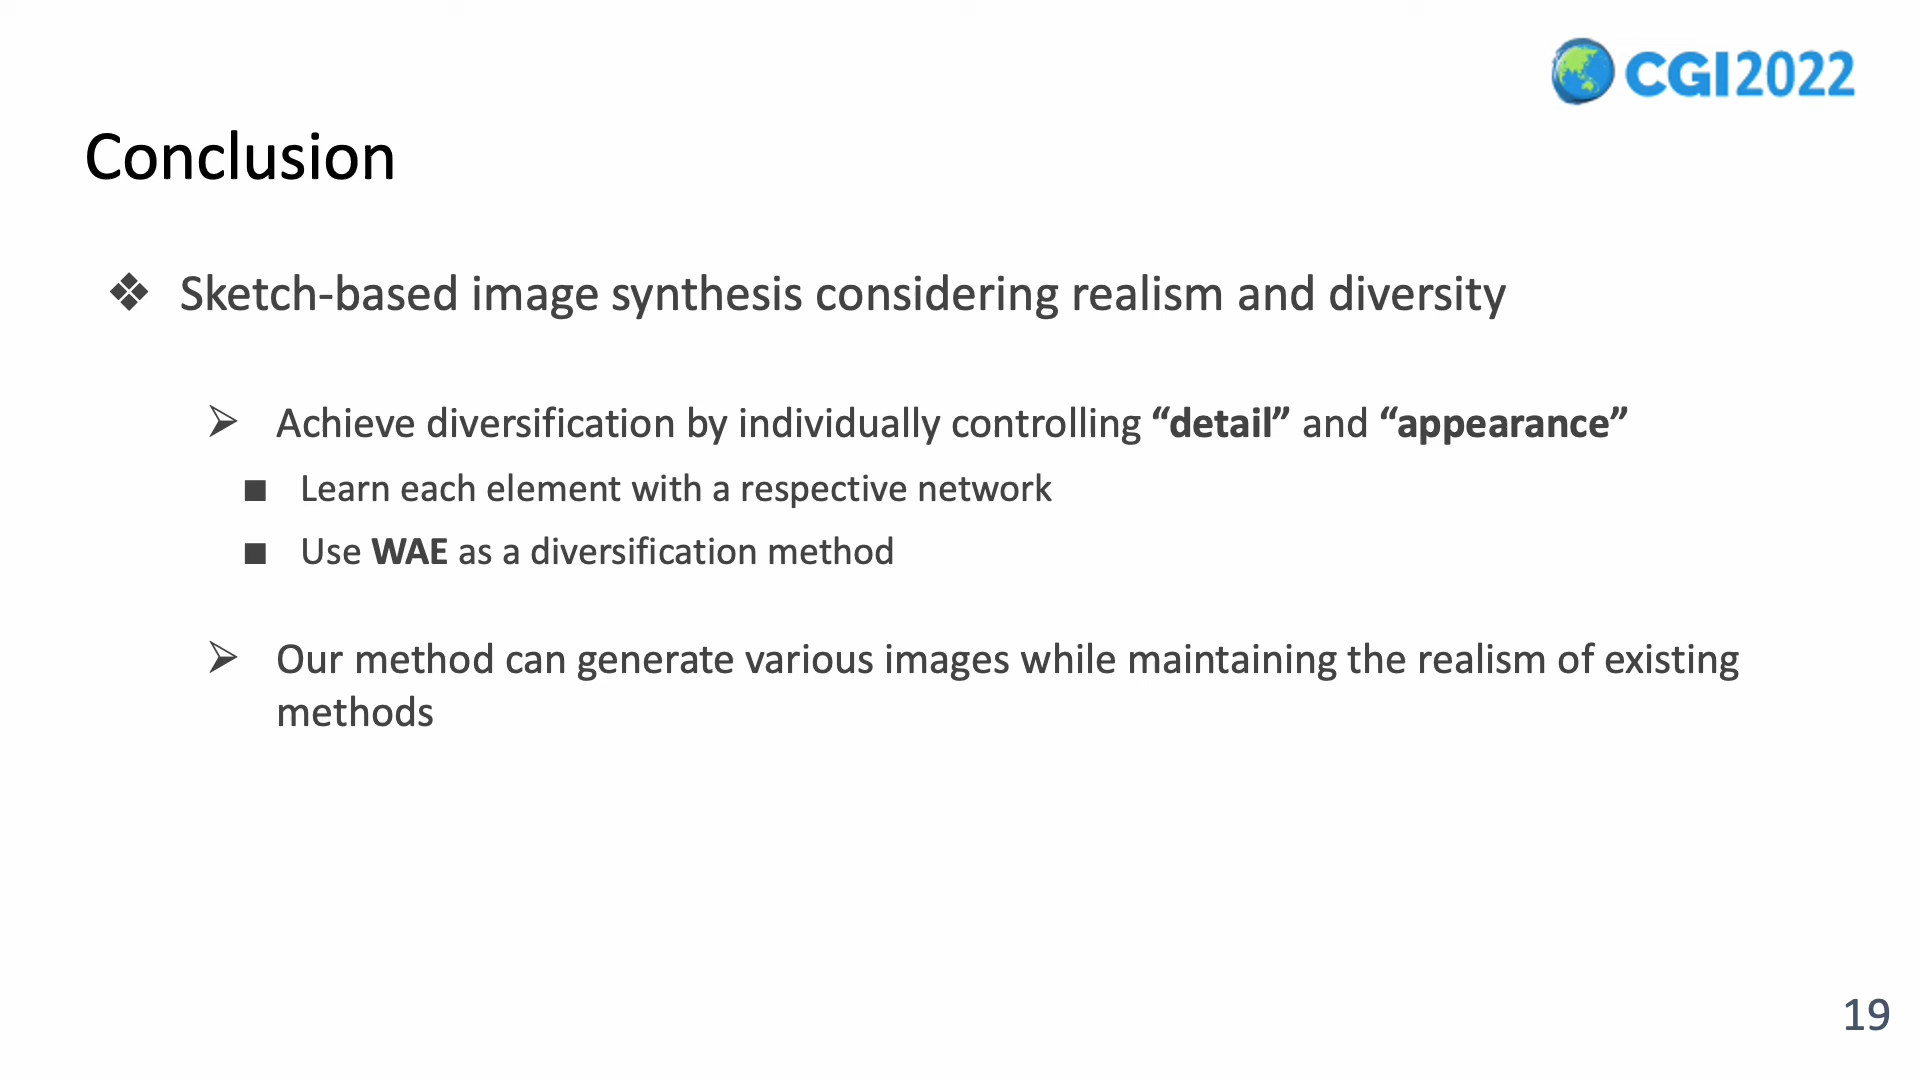 CGI2022
Conclusion
❖ Sketch-based image synthesis considering realism and diversity
➢ Achieve diversification by individually controlling “detail” and “appearance”
■ Learn each element with a respective network
■ Use WAE as a diversification method
➢ Our method can generate various images while maintaining the realism of existing
methods
19